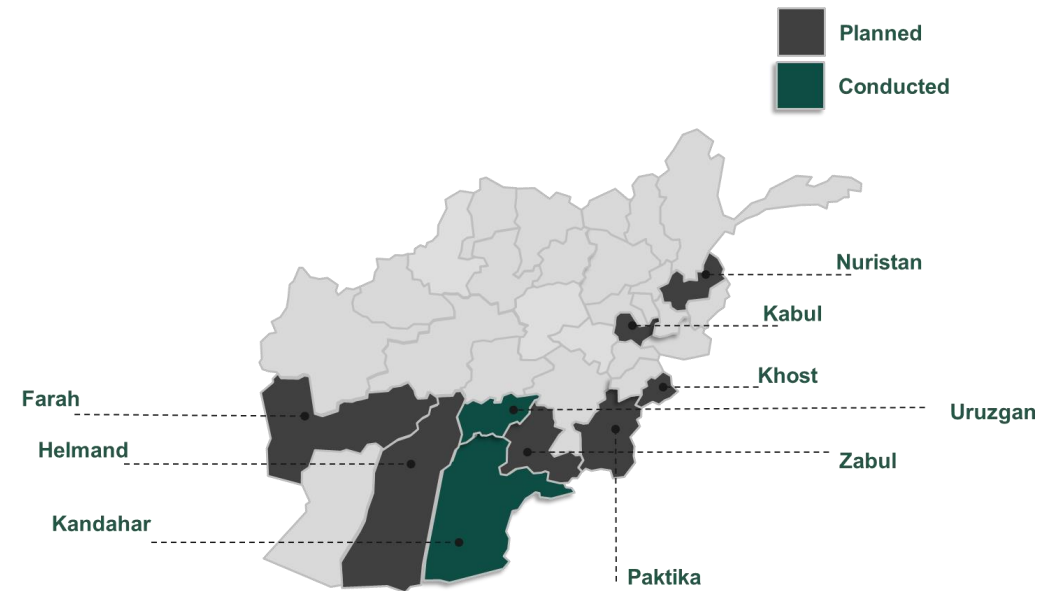 Planned
Conducted
Nuristan
Kabul
Khost
Farah
Uruzgan
Helmand
Zabul
Kandahar
Paktika